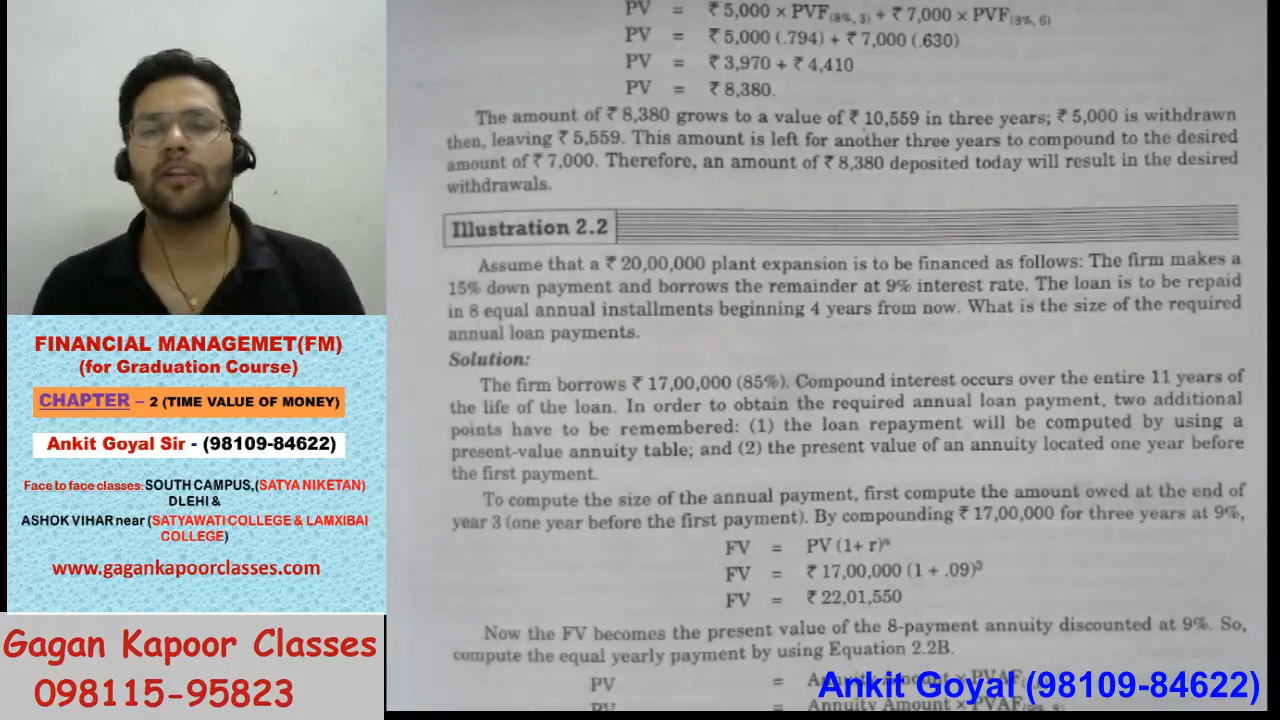 FINANCIAL MANAGEMET(FM)
(for Graduation Course)
CHAPTER – 2 (TIME VALUE OF MONEY)
Ankit Goyal Sir - (98109-84622)
Face to face classes: SOUTH CAMPUS,(SATYA NIKETAN)
DLEHI &
ASHOK VIHAR near (SATYAWATI COLLEGE & LAMXIBAI
COLLEGE)
www.gagankapoorclasses.com
Gagan Kapoor Classes
098115-95823
PV = ₹ 5,000 × PVF(8%, 3) + ₹ 7,000 × PVF(8%, 6)
PV = ₹ 5,000 (.794) + ₹ 7,000 (.630)
PV = ₹ 3,970 + ₹ 4,410
PV = ₹ 8,380.
The amount of ₹ 8,380 grows to a value of ₹ 10,559 in three years; ₹ 5,000 is withdrawn
then, leaving ₹ 5,559. This amount is left for another three years to compound to the desired
amount of ₹ 7,000. Therefore, an amount of ₹ 8,380 deposited today will result in the desired
withdrawals.
Illustration 2.2
Assume that a ₹ 20,00,000 plant expansion is to be financed as follows: The firm makes a
15% down payment and borrows the remainder at 9% interest rate. The loan is to be repaid
in 8 equal annual installments beginning 4 years from now. What is the size of the required
annual loan payments.
Solution:
The firm borrows ₹ 17,00,000 (85%). Compound interest occurs over the entire 11 years of
the life of the loan. In order to obtain the required annual loan payment, two additional
points have to be remembered: (1) the loan repayment will be computed by using a
present-value annuity table; and (2) the present value of an annuity located one year before
the first payment.
To compute the size of the annual payment, first compute the amount owed at the end of
year 3 (one year before the first payment). By compounding ₹ 17,00,000 for three years at 9%,
FV = PV (1+ r)ⁿ
FV = ₹ 17,00,000 (1 + .09)³
FV = ₹ 22,01,550
Now the FV becomes the present value of the 8-payment annuity discounted at 9%. So,
compute the equal yearly payment by using Equation 2.2B.
PV = Annuity Amount × PVAF
PV = Annuity Amount × PVAF
Ankit Goyal (98109-84622)